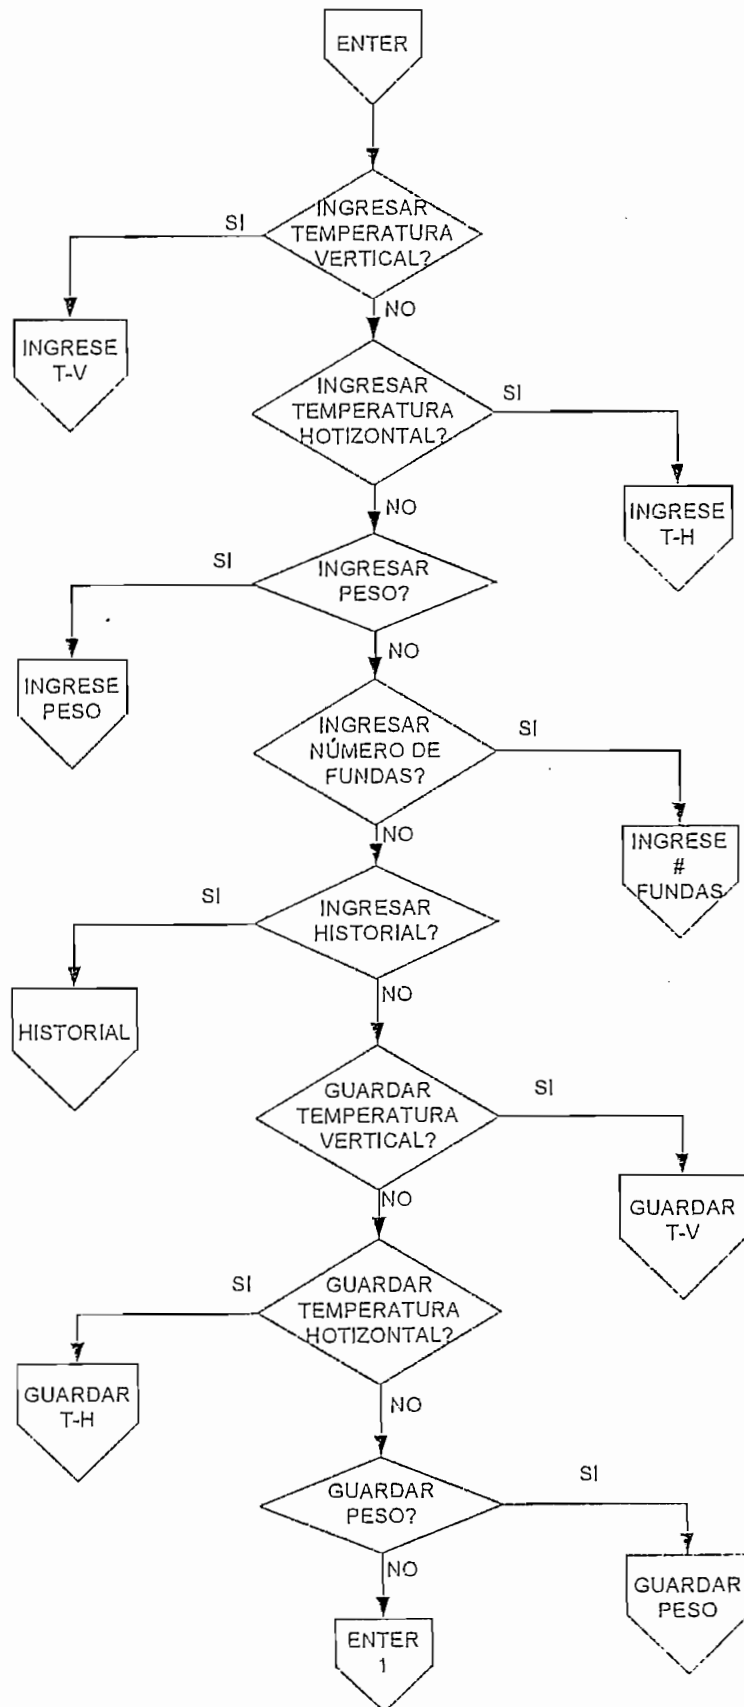 ENTER
SI
INGRESAR
TEMPERATURA
VERTICAL?
NO
INGRESE
T-V
INGRESAR
TEMPERATURA
HOTIZONTAL?
SI
NO
INGRESE
T-H
SI
INGRESAR
PESO?
NO
INGRESE
PESO
INGRESAR
NÚMERO DE
FUNDAS?
SI
NO
INGRESE
#
FUNDAS
SI
INGRESAR
HISTORIAL?
NO
HISTORIAL
GUARDAR
TEMPERATURA
VERTICAL?
SI
NO
GUARDAR
T-V
SI
GUARDAR
TEMPERATURA
HOTIZONTAL?
NO
GUARDAR
T-H
GUARDAR
PESO?
SI
NO
GUARDAR
PESO
ENTER
1